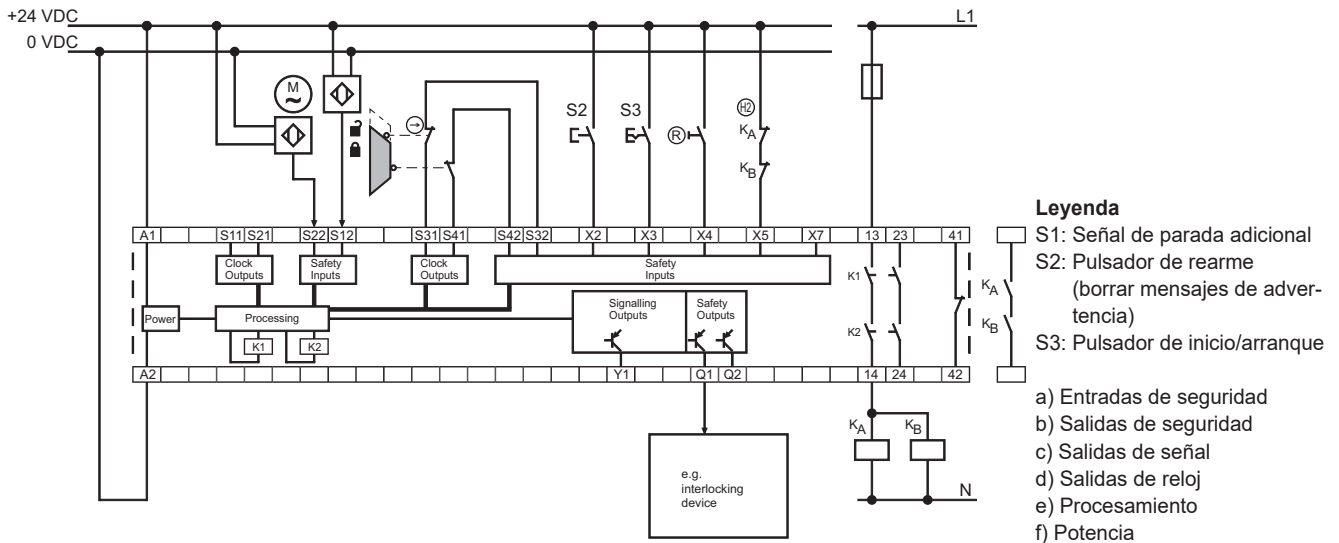 +24 VDC
L1
0 VDC
M
~
S2
S3
R
H2
KA
KB
A1 S11 S21 S22 S12 S31 S41 S42 S32 X2 X3 X4 X5 X7 13 23 41
Clock Outputs
Safety Inputs
Clock Outputs
Safety Inputs
K1
K2
KA
KB
Power
Processing
K1
K2
Signalling Outputs
Safety Outputs
A2 Y1 Q1 Q2 14 24 42
KA
KB
e.g.
interlocking
device
N
Leyenda
S1: Señal de parada adicional
S2: Pulsador de rearme
(borrar mensajes de adver-
tencia)
S3: Pulsador de inicio/arranque
a) Entradas de seguridad
b) Salidas de seguridad
c) Salidas de señal
d) Salidas de reloj
e) Procesamiento
f) Potencia